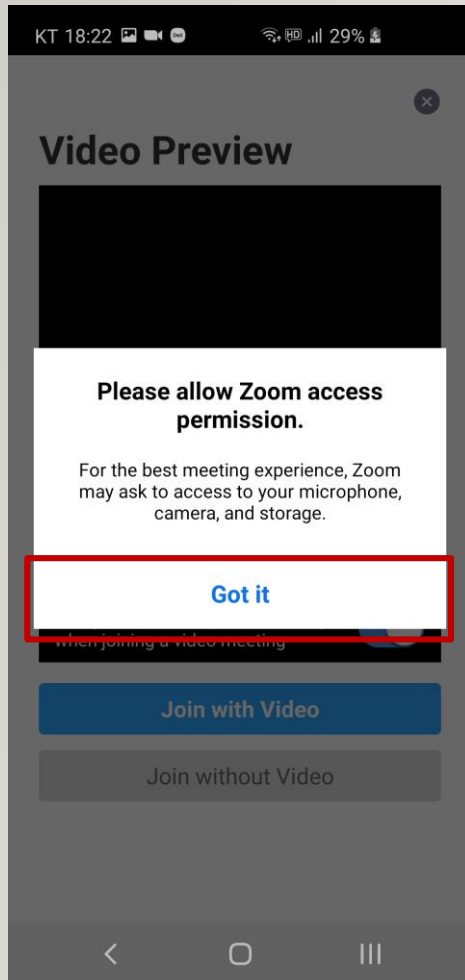 KT 18:22 HD 29%
Video Preview
Please allow Zoom access
permission.
For the best meeting experience, Zoom
may ask to access to your microphone,
camera, and storage.
Got it
when joining a video meeting
Join with Video
Join without Video